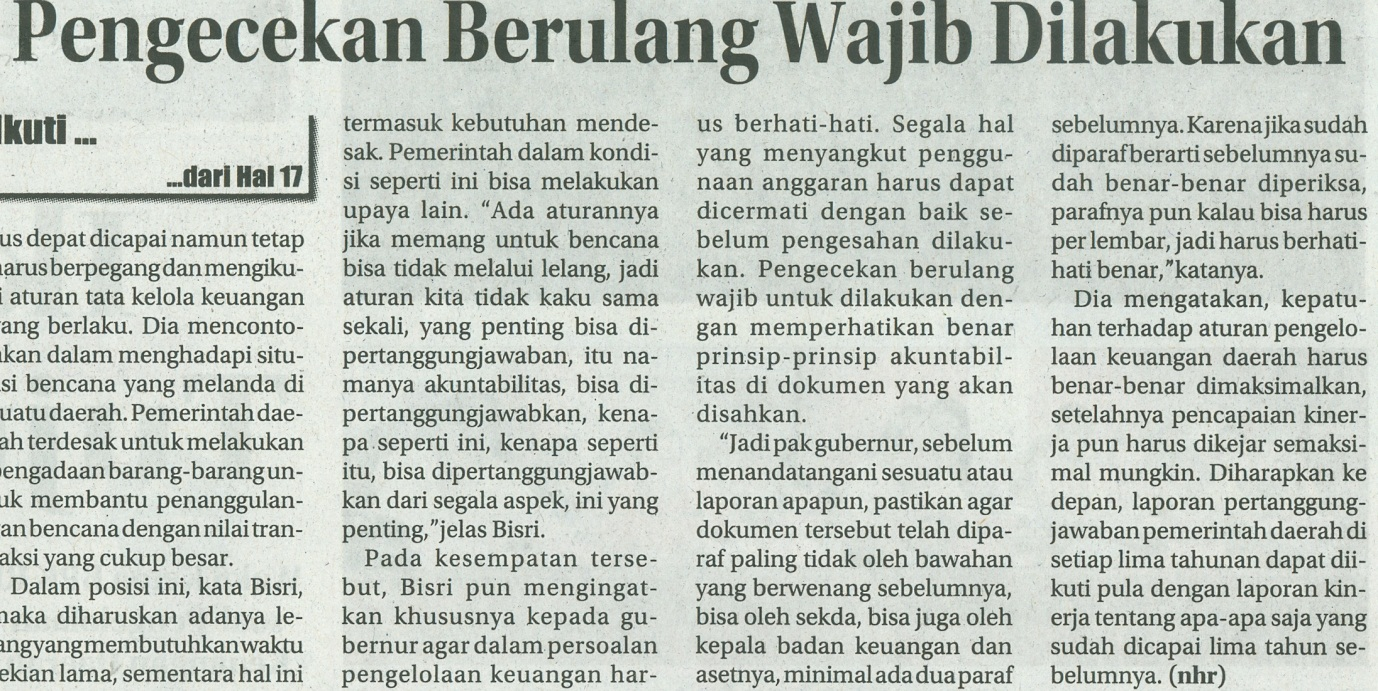 Pengecekan Berulang Wajib Dilakukan
Ikuti ...
...dari Hal 17
us depat dicapai namun tetap
harus berpegang dan mengiku-
i aturan tata kelola keuangan
yang berlaku. Dia menconto-
kan dalam menghadapi situ-
si bencana yang melanda di
uatu daerah. Pemerintah dae-
ah terdesak untuk melakukan
pengadaan barang-barang un-
uk membantu penanggulan-
an bencana dengan nilai tran-
aksi yang cukup besar.
Dalam posisi ini, kata Bisri,
maka diharuskan adanya le-
ang yang membutuhkan waktu
ekian lama, sementara hal ini
termasuk kebutuhan mende-
sak. Pemerintah dalam kondi-
si seperti ini bisa melakukan
upaya lain. “Ada aturannya
jika memang untuk bencana
bisa tidak melalui lelang, jadi
aturan kita tidak kaku sama
sekali, yang penting bisa di-
pertanggungjawaban, itu na-
manya akuntabilitas, bisa di-
pertanggungjawabkan, kena-
pa seperti ini, kenapa seperti
itu, bisa dipertanggungjawab-
kan dari segala aspek, ini yang
penting,”jelas Bisri.
Pada kesempatan terse-
but, Bisri pun mengingat-
kan khususnya kepada gu-
bernur agar dalam persoalan
pengelolaan keuangan har-
us berhati-hati. Segala hal
yang menyangkut penggu-
naan anggaran harus dapat
dicermati dengan baik se-
belum pengesahan dilaku-
kan. Pengecekan berulang
wajib untuk dilakukan den-
gan memperhatikan benar
prinsip-prinsip akuntabil-
itas di dokumen yang akan
disahkan.
“Jadi pak gubernur, sebelum
menandatangani sesuatu atau
laporan apapun, pastikan agar
dokumen tersebut telah dipa-
raf paling tidak oleh bawahan
yang berwenang sebelumnya,
bisa oleh sekda, bisa juga oleh
kepala badan keuangan dan
asetnya, minimal ada dua paraf
sebelumnya. Karena jika sudah
diparaf berarti sebelumnya su-
dah benar-benar diperiksa,
parafnya pun kalau bisa harus
per lembar, jadi harus berhati-
hati benar,”katanya.
Dia mengatakan, kepatu-
han terhadap aturan pengelo-
laan keuangan daerah harus
benar-benar dimaksimalkan,
setelahnya pencapaian kiner-
ja pun harus dikejar semaksi-
mal mungkin. Diharapkan ke
depan, laporan pertanggung-
jawaban pemerintah daerah di
setiap lima tahunan dapat dii-
kuti pula dengan laporan kin-
erja tentang apa-apa saja yang
sudah dicapai lima tahun se-
belumnya. (nhr)